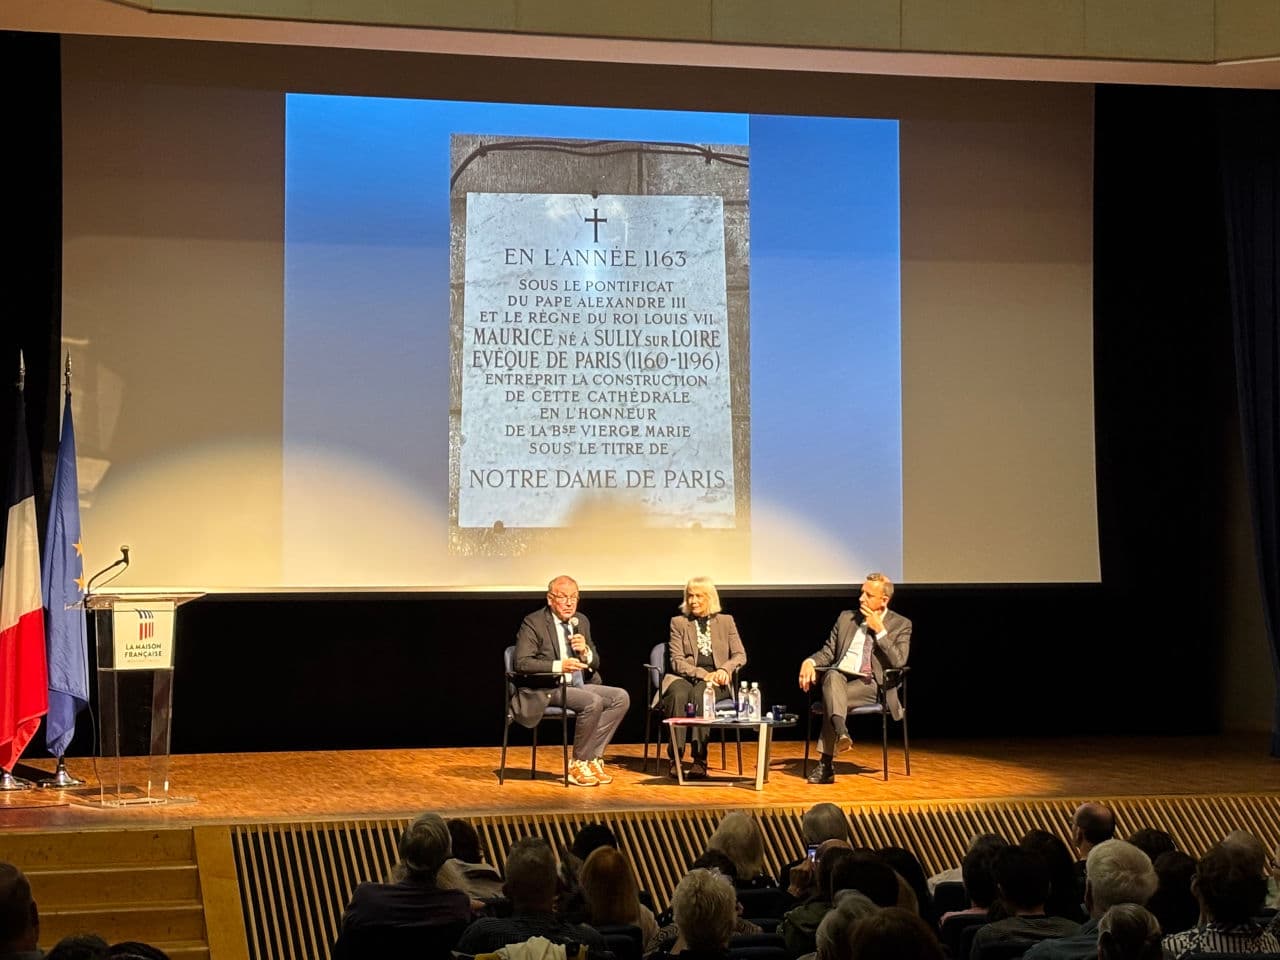 EN L'ANNÉE 1163
SOUS LE PONTIFICAT
DU PAPE ALEXANDRE III
ET LE RÈGNE DU ROI LOUIS VII
MAURICE NÉ À SULLY SUR LOIRE
EVÊQUE DE PARIS (1160-1196)
ENTREPRIT LA CONSTRUCTION
DE CETTE CATHÉDRALE
EN L'HONNEUR
DE LA BSE VIERGE MARIE
SOUS LE TITRE DE
NOTRE DAME DE PARIS
LA MAISON
FRANÇAISE